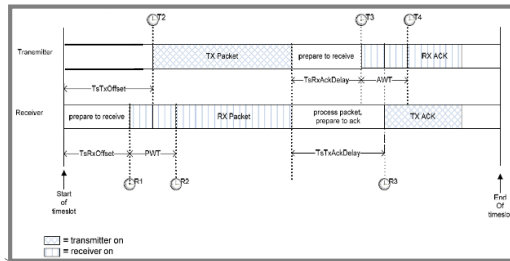 T2
T3
T4
Transmitter
TX Packet
prepare to receive
RX ACK
TsTxOffset
TsRxAckDelay
AWT
Receiver
prepare to receive
RX Packet
process packet,
prepare to ack
TX ACK
TsRxOffset
PWT
TsTxAckDelay
R1
R2
R3
Start
of
timeslot
End
Of
timeslo
= transmitter on
= receiver on